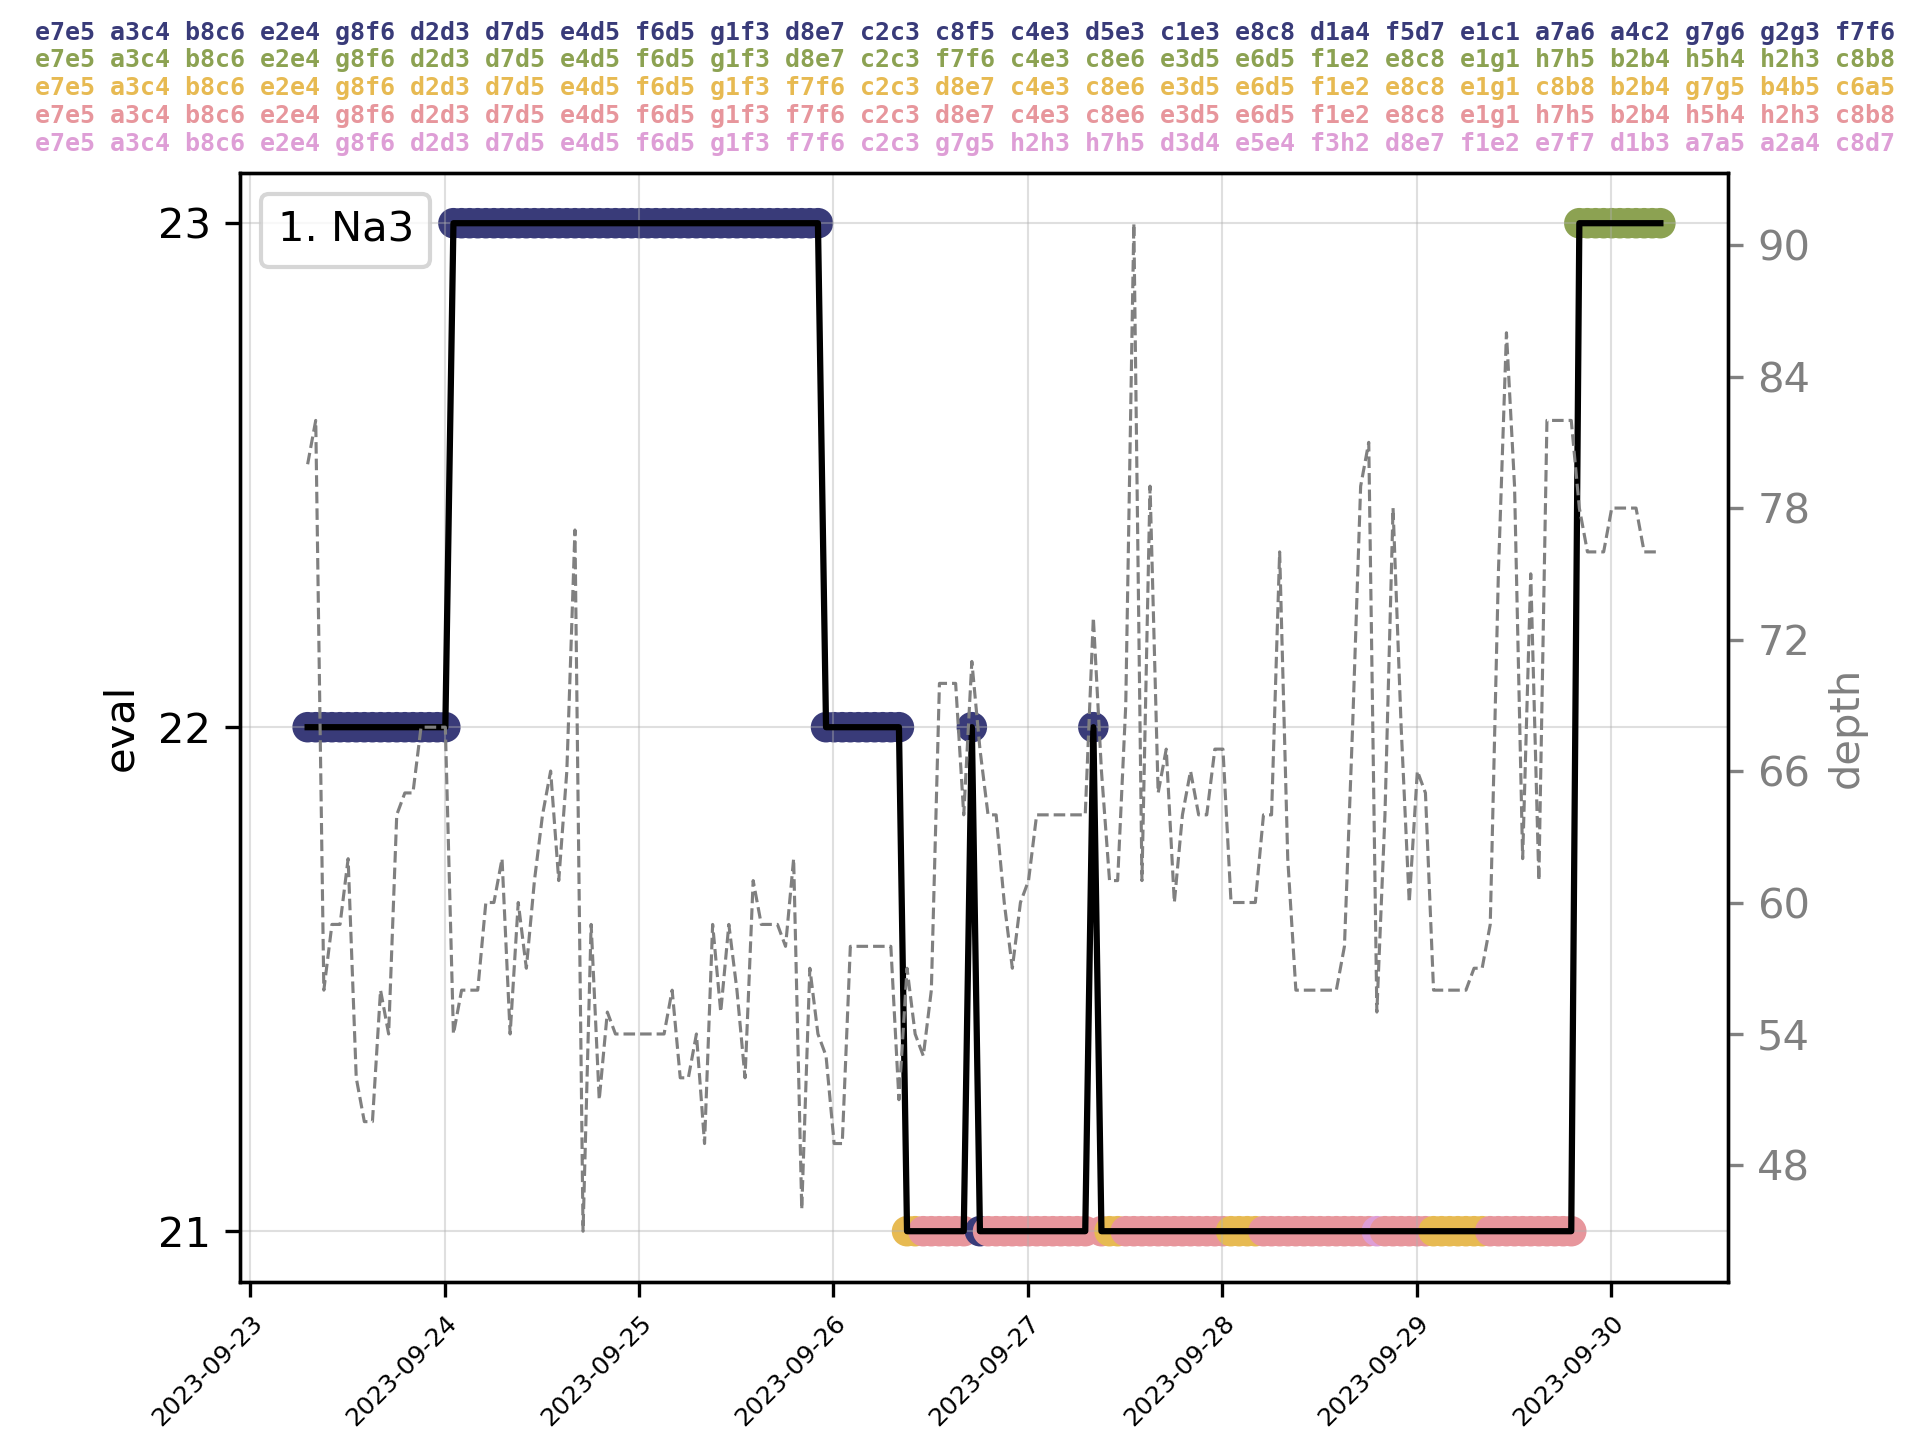 e7e5 a3c4 b8c6 e2e4 g8f6 d2d3 d7d5 e4d5 f6d5 g1f3 d8e7 c2c3 c8f5 c4e3 d5e3 c1e3 e8c8 d1a4 f5d7 e1c1 a7a6 a4c2 g7g6 g2g3 f7f6
e7e5 a3c4 b8c6 e2e4 g8f6 d2d3 d7d5 e4d5 f6d5 g1f3 d8e7 c2c3 f7f6 c4e3 c8e6 e3d5 e6d5 f1e2 e8c8 e1g1 h7h5 b2b4 h5h4 h2h3 c8b8
e7e5 a3c4 b8c6 e2e4 g8f6 d2d3 d7d5 e4d5 f6d5 g1f3 f7f6 c2c3 d8e7 c4e3 c8e6 e3d5 e6d5 f1e2 e8c8 e1g1 c8b8 b2b4 g7g5 b4b5 c6a5
e7e5 a3c4 b8c6 e2e4 g8f6 d2d3 d7d5 e4d5 f6d5 g1f3 f7f6 c2c3 d8e7 c4e3 c8e6 e3d5 e6d5 f1e2 e8c8 e1g1 h7h5 b2b4 h5h4 h2h3 c8b8
e7e5 a3c4 b8c6 e2e4 g8f6 d2d3 d7d5 e4d5 f6d5 g1f3 f7f6 c2c3 g7g5 h2h3 h7h5 d3d4 e5e4 f3h2 d8e7 f1e2 e7f7 d1b3 a7a5 a2a4 c8d7
1. Na3
23
22
21
eval
90
84
78
72
66
60
54
48
depth
2023-09-23
2023-09-24
2023-09-25
2023-09-26
2023-09-27
2023-09-28
2023-09-29
2023-09-30